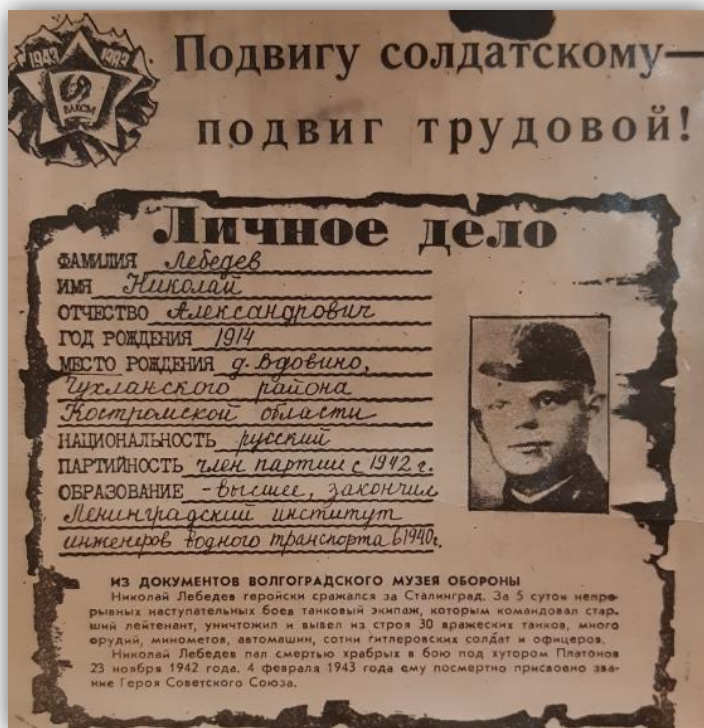 1943 1983
ВЛКСМ
Подвигу солдатскому—
подвиг трудовой!
Личное дело
ФАМИЛИЯ Лебедев
ИМЯ Николай
ОТЧЕСТВО Александрович
ГОД РОЖДЕНИЯ 1914
МЕСТО РОЖДЕНИЯ д. Вдовино,
Чухланского района
Костромской области
НАЦИОНАЛЬНОСТЬ русский
ПАРТИЙНОСТЬ член партии с 1942 г.
ОБРАЗОВАНИЕ - высшее, закончил
Ленинградский институт
инженеров водного транспорта в 1940г.
ИЗ ДОКУМЕНТОВ ВОЛГОГРАДСКОГО МУЗЕЯ ОБОРОНЫ
Николай Лебедев геройски сражался за Сталинград. За 5 суток непре-
рывных наступательных боев танковый экипаж, которым командовал стар-
ший лейтенант, уничтожил и вывел из строя 30 вражеских танков, много
орудий, минометов, автомашин, сотни гитлеровских солдат и офицеров.
Николай Лебедев пал смертью храбрых в бою под хутором Платонов
23 ноября 1942 года. 4 февраля 1943 года ему посмертно присвоено зва-
ние Героя Советского Союза.